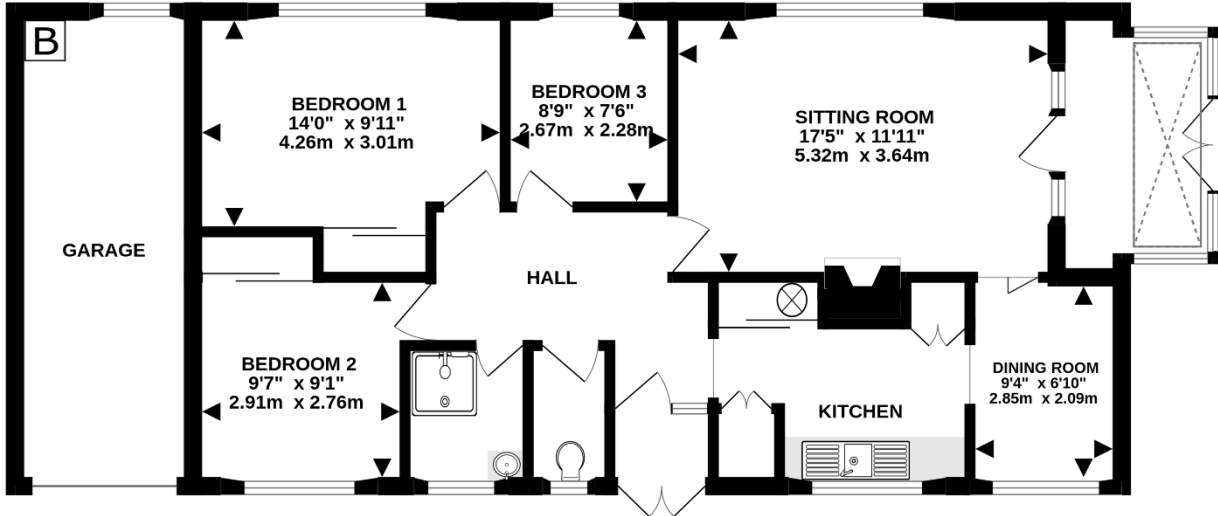 B
BEDROOM 1
14'0" x 9'11"
4.26m x 3.01m
BEDROOM 3
8'9" x 7'6"
2.67m x 2.28m
SITTING ROOM
17'5" x 11'11"
5.32m x 3.64m
GARAGE
HALL
BEDROOM 2
9'7" x 9'1"
2.91m x 2.76m
KITCHEN
DINING ROOM
9'4" x 6'10"
2.85m x 2.09m